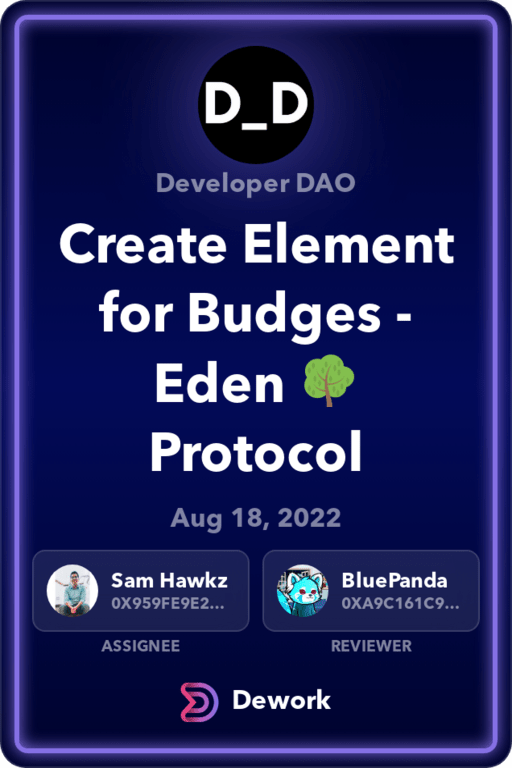 D_D
Developer DAO
Create Element
for Budges -
Eden 🌳
Protocol
Aug 18, 2022
Sam Hawkz
0X959FE9E2...
BluePanda
0XA9C161C9...
ASSIGNEE
REVIEWER
Dework